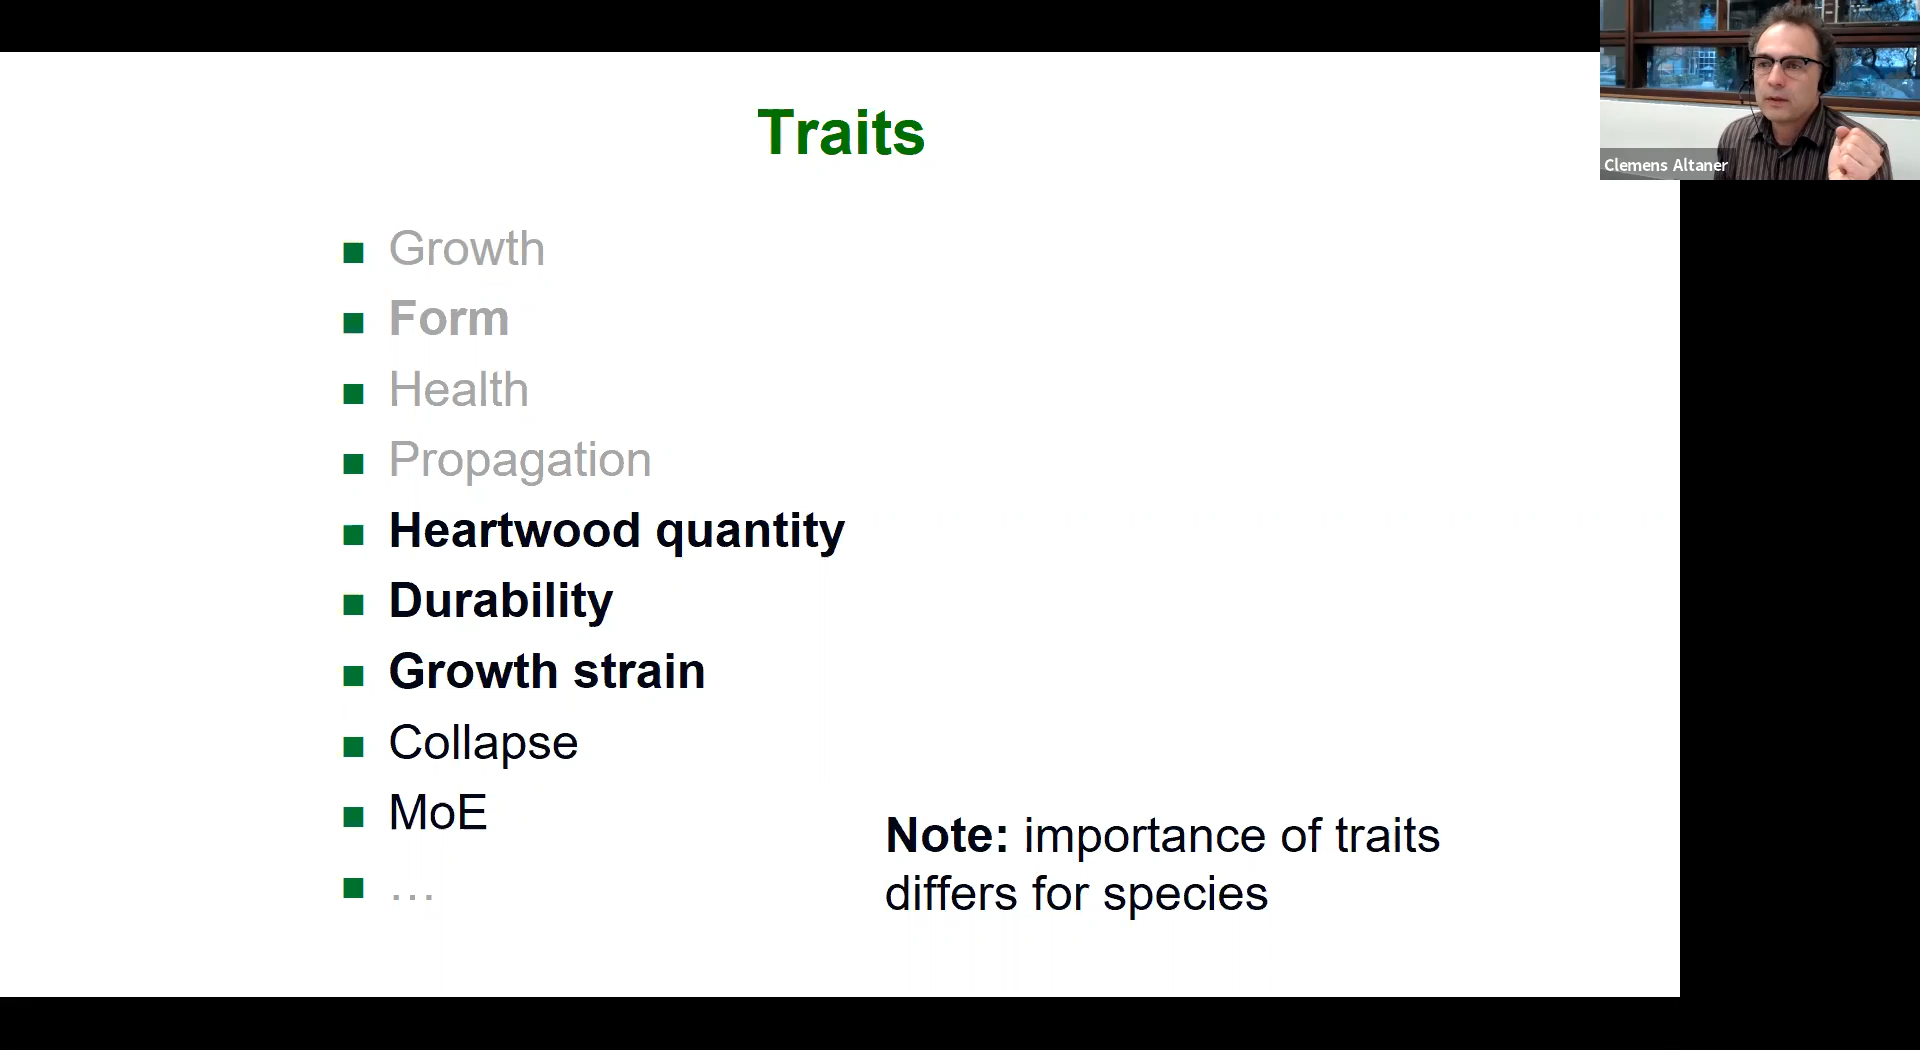 Traits
Clemens Altaner
Growth
Form
Health
Propagation
Heartwood quantity
Durability
Growth strain
Collapse
MoE
…
Note: importance of traits
differs for species